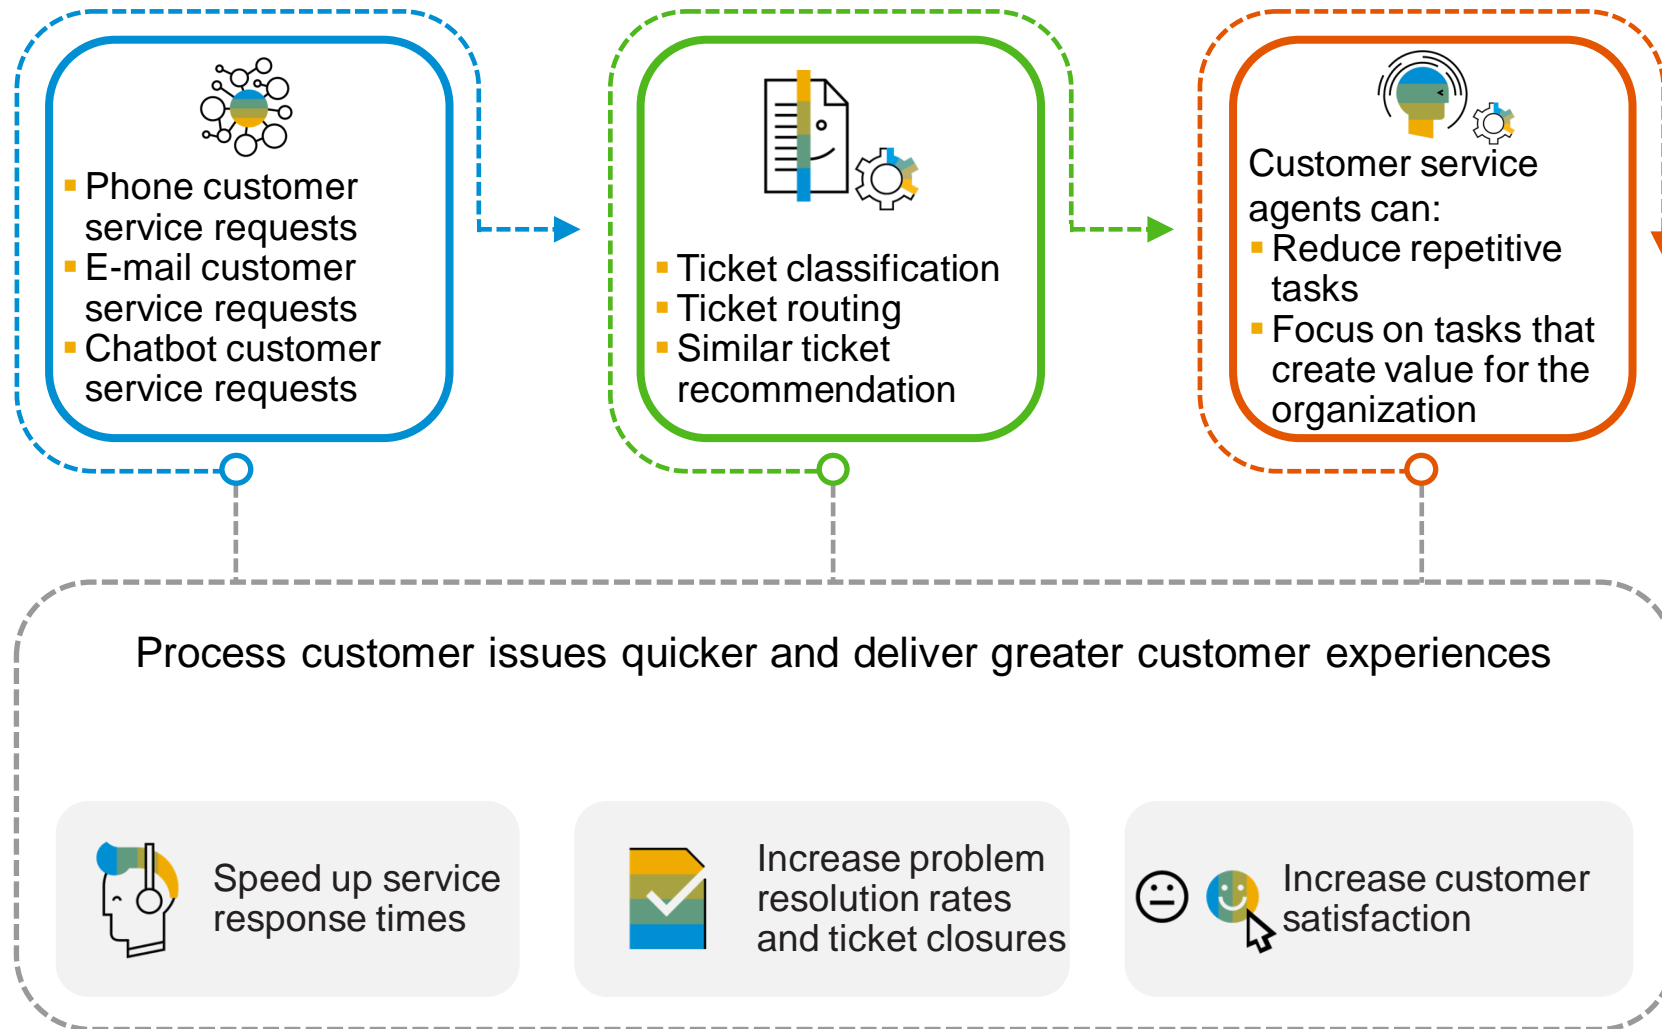 Phone customer
service requests
E-mail customer
service requests
Chatbot customer
service requests
Ticket classification
Ticket routing
Similar ticket
recommendation
Customer service
agents can:
Reduce repetitive
tasks
Focus on tasks that
create value for the
organization
Process customer issues quicker and deliver greater customer experiences
Speed up service
response times
Increase problem
resolution rates
and ticket closures
Increase customer
satisfaction